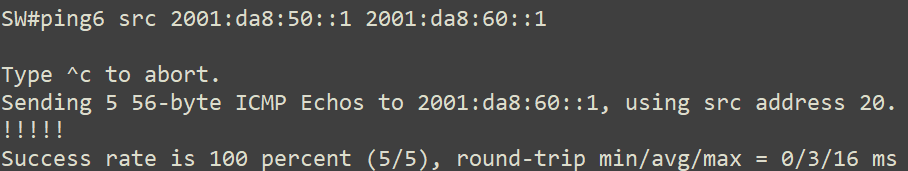 SW#ping6 src 2001:da8:50::1 2001:da8:60::1
Type ^c to abort.
Sending 5 56-byte ICMP Echos to 2001:da8:60::1, using src address 20.
!!!!!
Success rate is 100 percent (5/5), round-trip min/avg/max = 0/3/16 ms